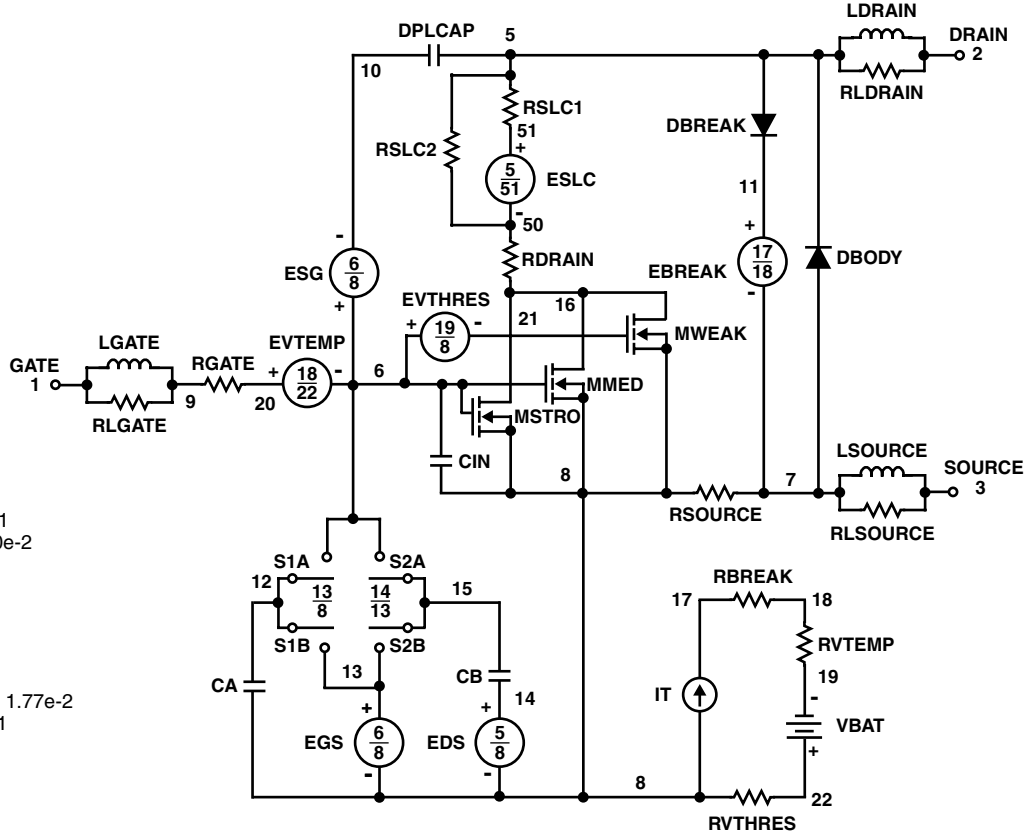 LDRAIN
DPLCAP 5 DRAIN
2
10
RLDRAIN
RSLC1
51
DBREAK
RSLC2
+
5
51
ESLC
-
50
11
+
17
18
-
EBREAK
DBODY
-
6
8
+
ESG
RDRAIN
EVTHRES
+
19
8
-
16
21
MWEAK
LGATE
RGATE
EVTEMP
GATE
1
+
18
22
-
6
MMED
9
20
RLGATE
MSTRO
CIN
8
LSOURCE
7
SOURCE
3
RSOURCE
RLSOURCE
1
0e-2
S1A
S2A
12
13
8
14
13
15
S1B
S2B
13
RBREAK
17
18
RVTEMP
19
CA
CB
14
IT
-
VBAT
+
1.77e-2
1
+
EGS
6
8
-
+
EDS
5
8
-
8
22
RVTHRES